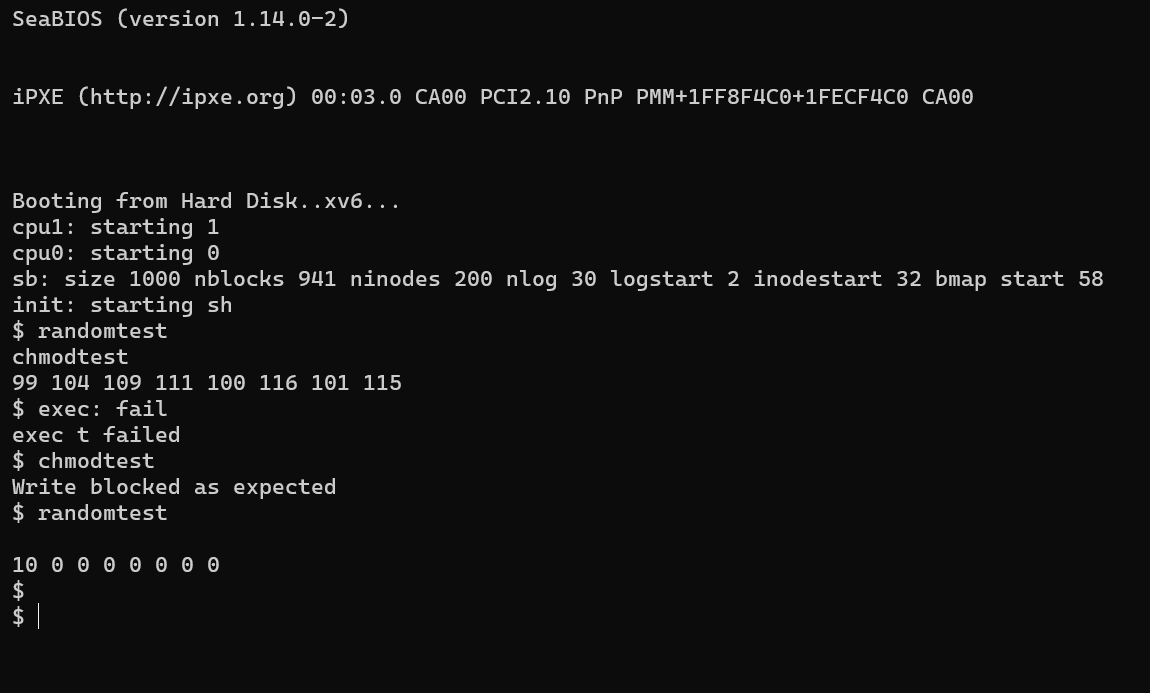 SeaBIOS (version 1.14.0-2)
iPXE (http://ipxe.org) 00:03.0 CA00 PCI2.10 PnP PMM+1FF8F4C0+1FECF4C0 CA00
Booting from Hard Disk..xv6...
cpu1: starting 1
cpu0: starting 0
sb: size 1000 nblocks 941 ninodes 200 nlog 30 logstart 2 inodestart 32 bmap start 58
init: starting sh
$ randomtest
chmodtest
99 104 109 111 100 116 101 115
$ exec: fail
exec t failed
$ chmodtest
Write blocked as expected
$ randomtest
10 0 0 0 0 0 0 0
$
$